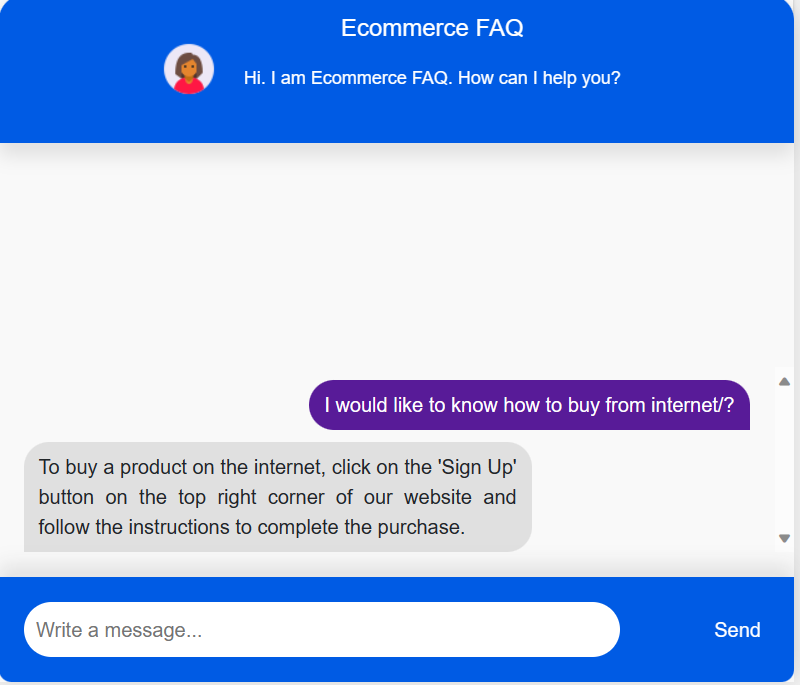 Ecommerce FAQ
Hi. I am Ecommerce FAQ. How can I help you?
I would like to know how to buy from internet/?
To buy a product on the internet, click on the 'Sign Up'
button on the top right corner of our website and
follow the instructions to complete the purchase.
Write a message...
Send